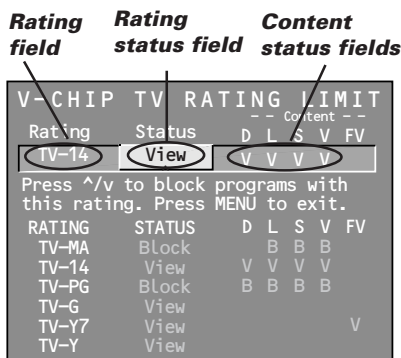 Rating field
Rating status field
Content status fields
V-CHIP TV RATING LIMIT
- - Content - -
Rating Status D L S V FV
TV-14 View V V V V
Press ^/v to block programs with
this rating. Press MENU to exit.
RATING STATUS D L S V FV
TV-MA Block B B B
TV-14 View V V V V
TV-PG Block B B B B
TV-G View
TV-Y7 View V
TV-Y View